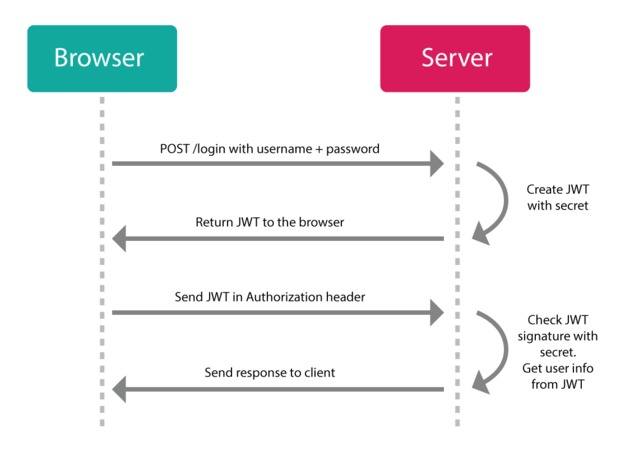 Browser
Server
POST /login with username + password
Create JWT
with secret
Return JWT to the browser
Send JWT in Authorization header
Check JWT
signature with
secret.
Get user info
from JWT
Send response to client